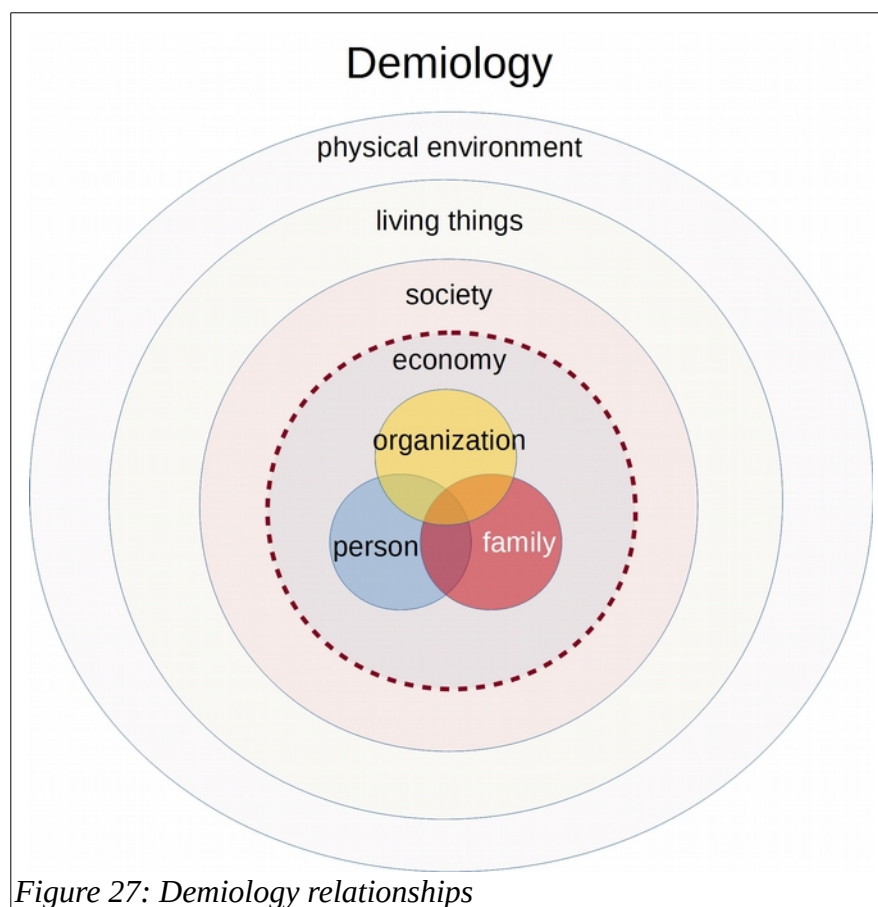 Demiology
physical environment
living things
society
economy
organization
person
family
Figure 27: Demiology relationships